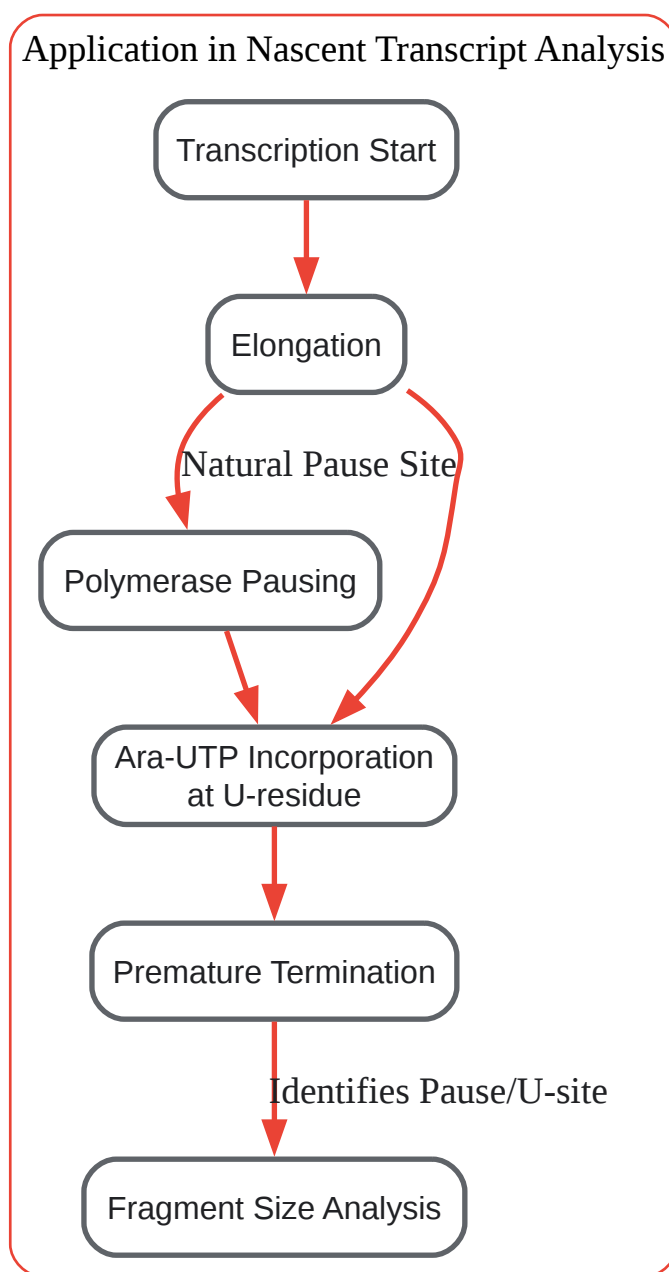 Application in Nascent Transcript Analysis
Transcription Start
Elongation
Natural Pause Site
Polymerase Pausing
Ara-UTP Incorporation
at U-residue
Premature Termination
Identifies Pause/U-site
Fragment Size Analysis